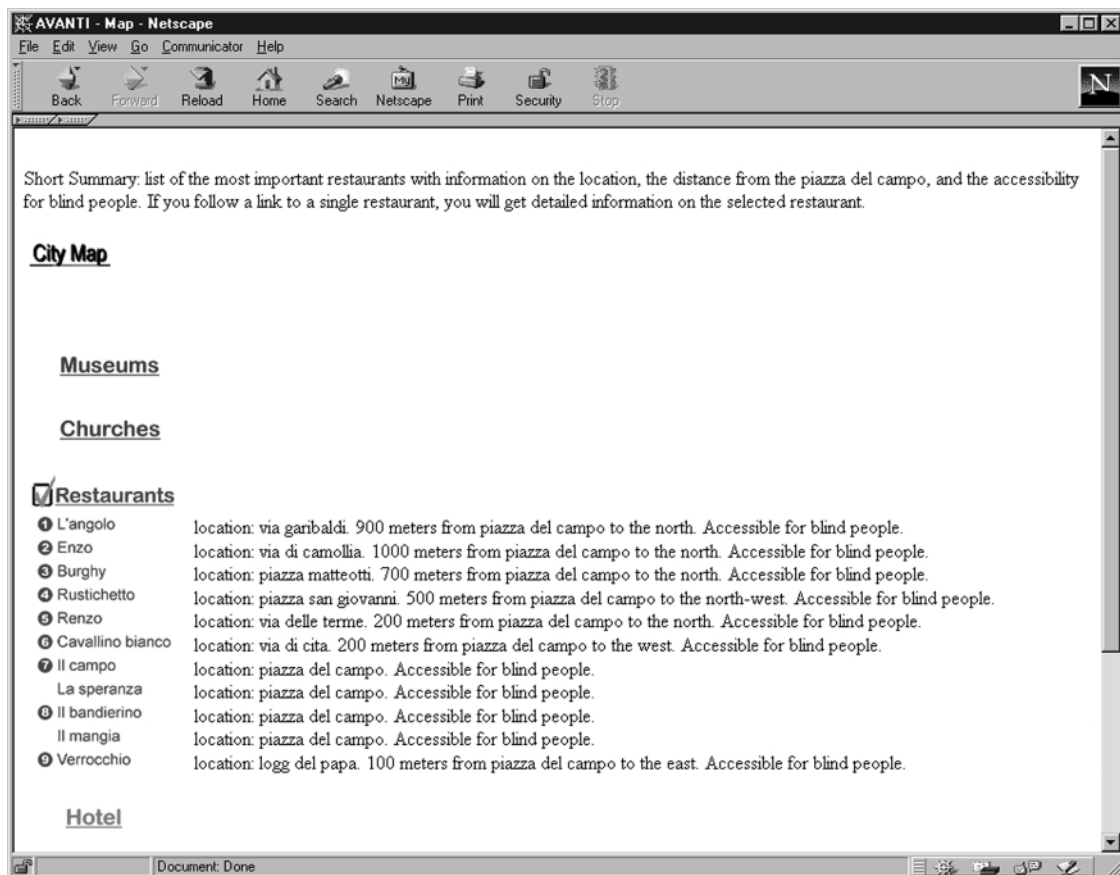 AVANTI - Map - Netscape
File Edit View Go Communicator Help
Back Forward Reload Home Search Netscape Print Security Stop
My
N
Short Summary: list of the most important restaurants with information on the location, the distance from the piazza del campo, and the accessibility
for blind people. If you follow a link to a single restaurant, you will get detailed information on the selected restaurant.
City Map
Museums
Churches
Restaurants
1 L'angolo location: via garibaldi. 900 meters from piazza del campo to the north. Accessible for blind people.
2 Enzo location: via di camollia. 1000 meters from piazza del campo to the north. Accessible for blind people.
3 Burghy location: piazza matteotti. 700 meters from piazza del campo to the north. Accessible for blind people.
4 Rustichetto location: piazza san giovanni. 500 meters from piazza del campo to the north-west. Accessible for blind people.
5 Renzo location: via delle terme. 200 meters from piazza del campo to the north. Accessible for blind people.
6 Cavallino bianco location: via di cita. 200 meters from piazza del campo to the west. Accessible for blind people.
7 Il campo location: piazza del campo. Accessible for blind people.
La speranza location: piazza del campo. Accessible for blind people.
8 Il bandierino location: piazza del campo. Accessible for blind people.
Il mangia location: piazza del campo. Accessible for blind people.
9 Verrocchio location: logg del papa. 100 meters from piazza del campo to the east. Accessible for blind people.
Hotel
Document: Done